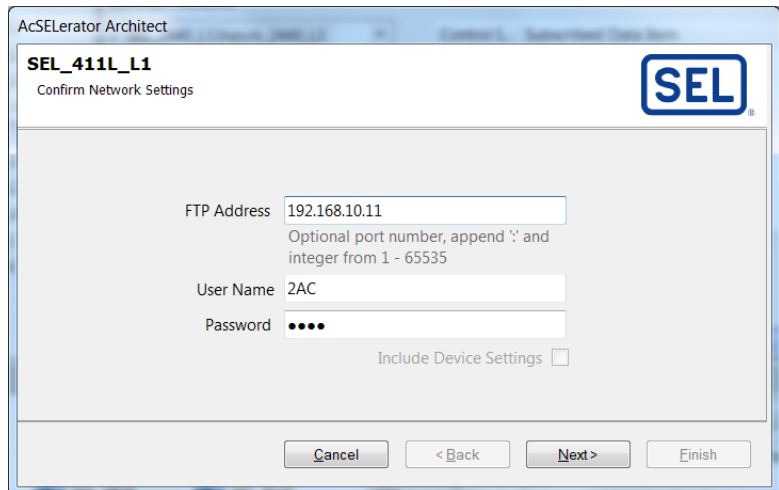 AcSELerator Architect
SEL_411L_L1
Confirm Network Settings
SEL
®
FTP Address 192.168.10.11
Optional port number, append ':' and
integer from 1 - 65535
User Name 2AC
Password ●●●●
Include Device Settings
Cancel < Back Next > Finish